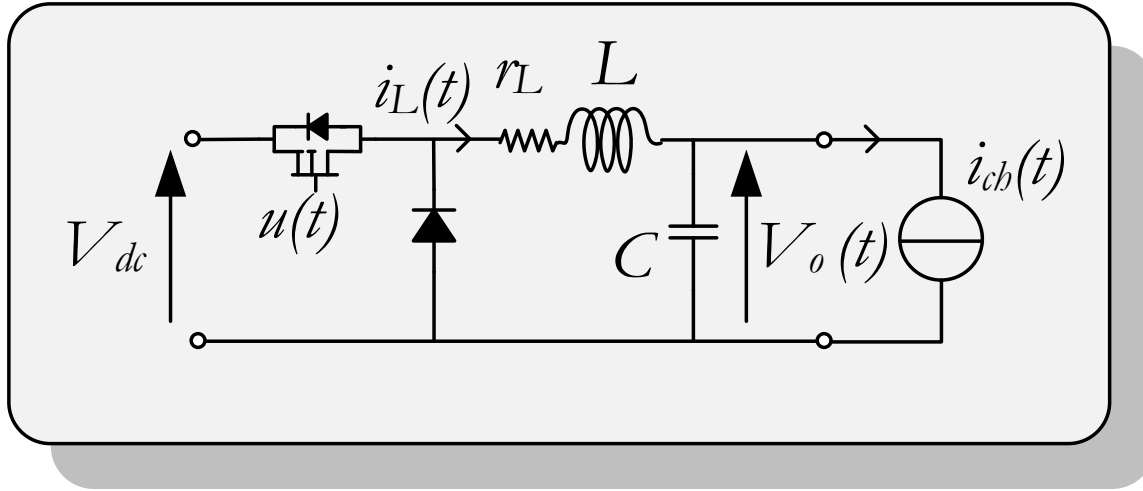 i_L(t)
r_L
L
u(t)
V_dc
C
V_o (t)
i_ch(t)